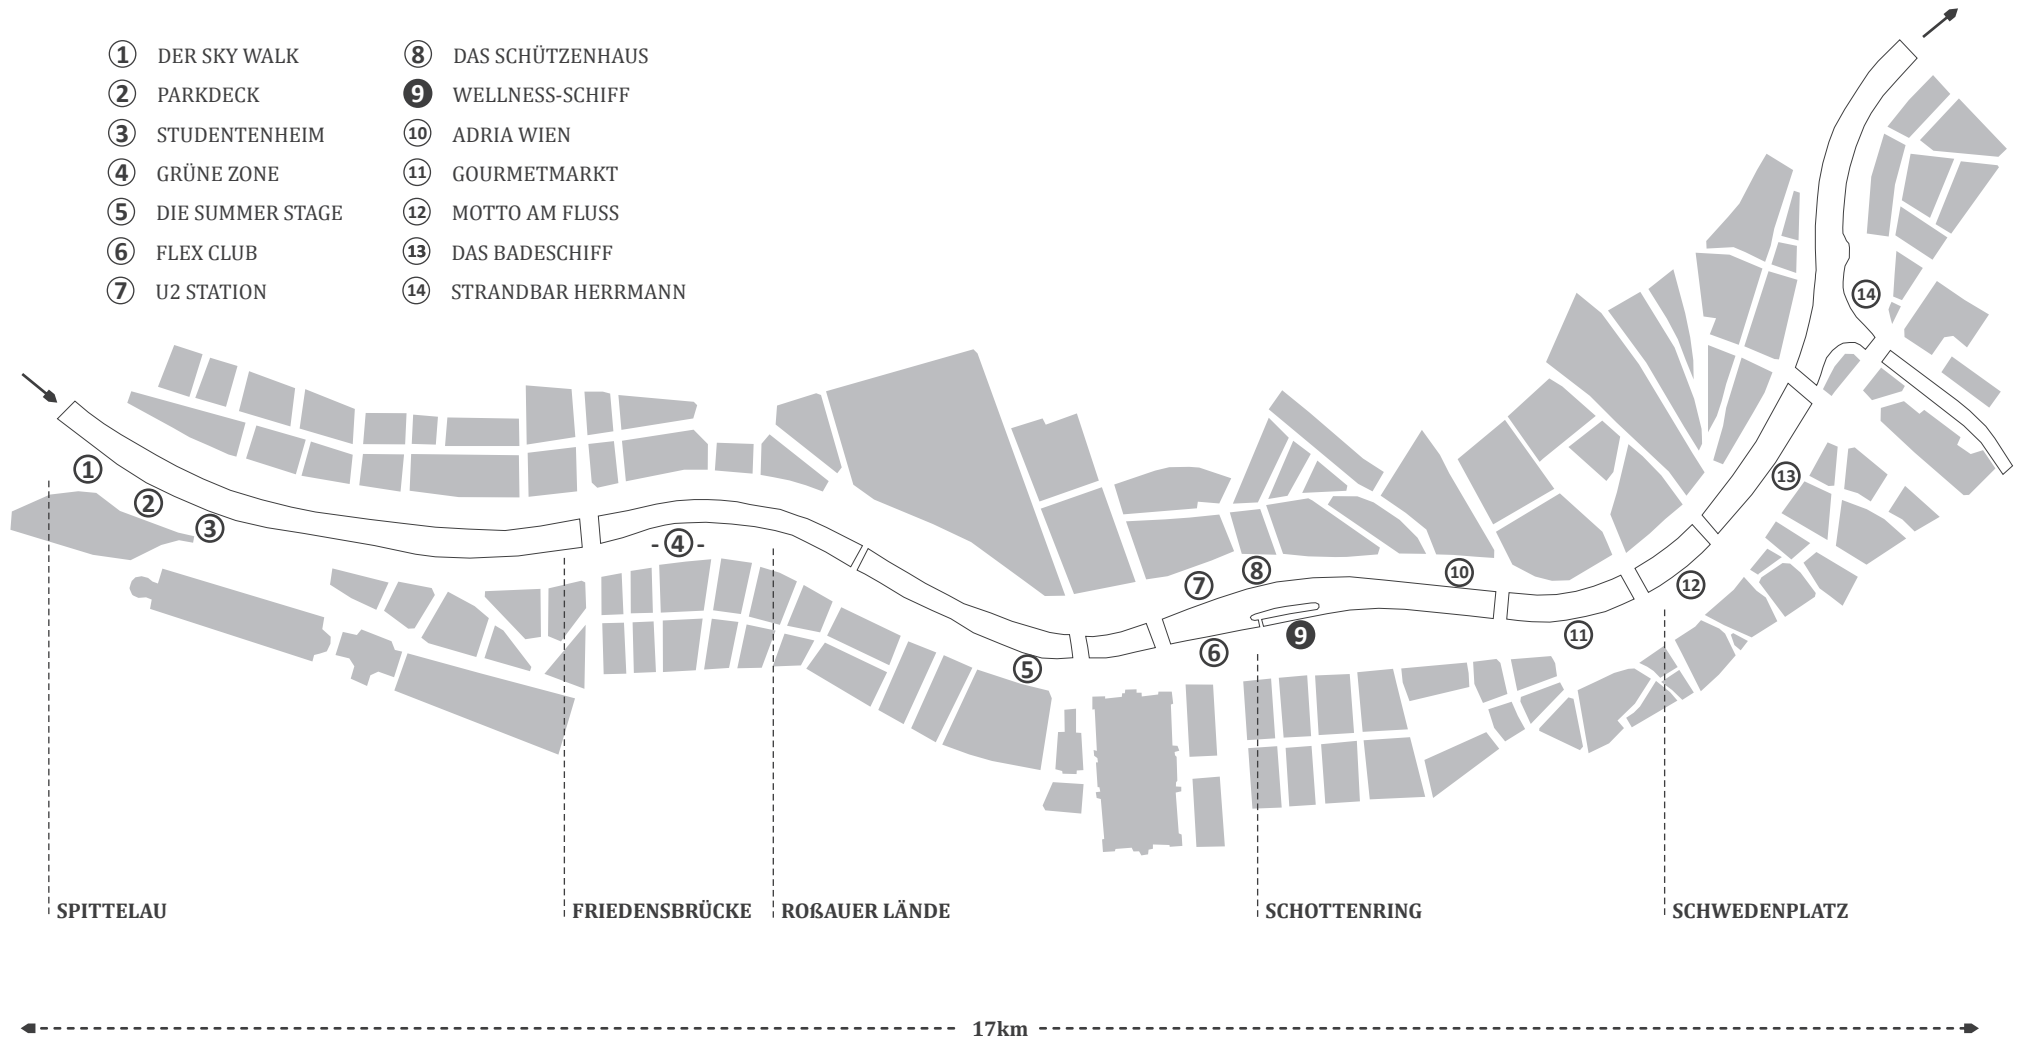 1 DER SKY WALK
2 PARKDECK
3 STUDENTENHEIM
4 GRÜNE ZONE
5 DIE SUMMER STAGE
6 FLEX CLUB
7 U2 STATION
8 DAS SCHÜTZENHAUS
9 WELLNESS-SCHIFF
10 ADRIA WIEN
11 GOURMETMARKT
12 MOTTO AM FLUSS
13 DAS BADESCHIFF
14 STRANDBAR HERRMANN
14
1
13
2
3
-4-
8
10
7
12
9
11
6
5
SPITTELAU
FRIEDENSBRÜCKE
ROßAUER LÄNDE
SCHOTTENRING
SCHWEDENPLATZ
17km